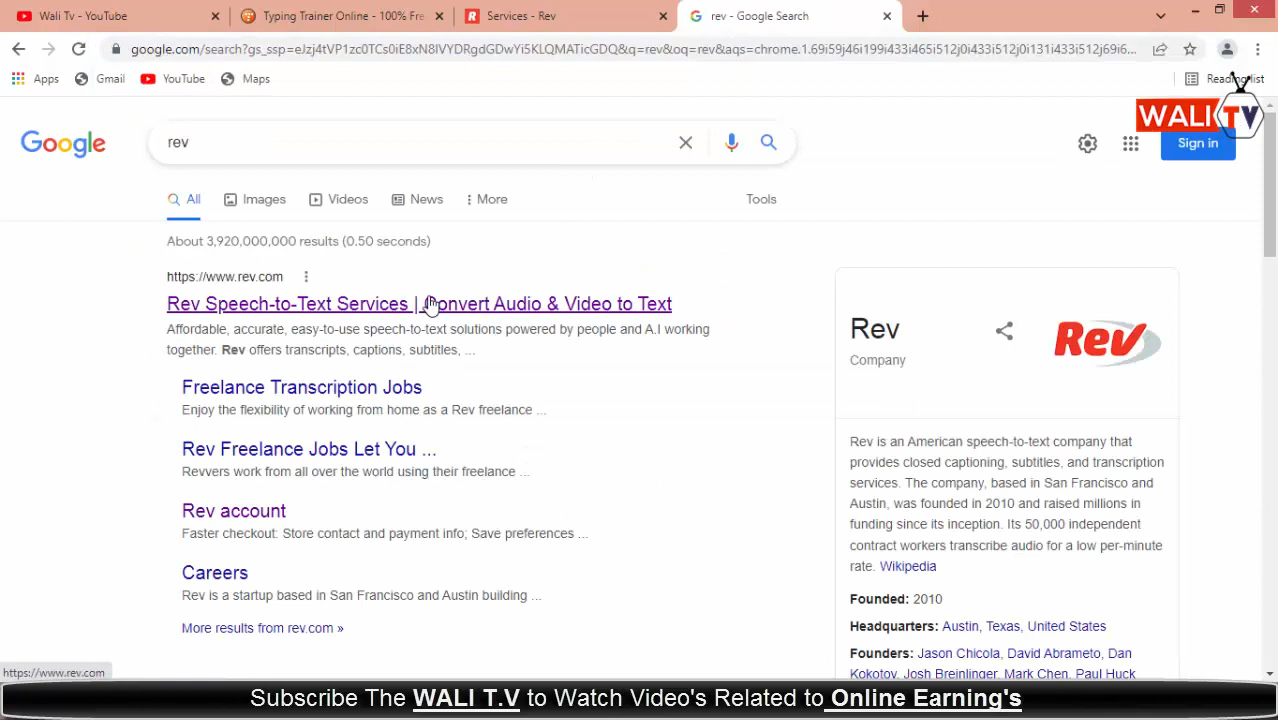 Wali Tv - YouTube
Typing Trainer Online - 100% Fre
Services - Rev
rev - Google Search
google.com/search?gs_ssp=eJzj4tVP1zc0TCs0iE8xN8lVYDRgdGDwYi5KLQMATicGDQ&q=rev&oq=rev&aqs=chrome.1.69i59j46i199i433i465i512j0i433i512j0i131i433i512j69i6...
Apps
Gmail
YouTube
Maps
Reading list
WALI TV
Google
rev
Sign in
All
Images
Videos
News
More
Tools
About 3,920,000,000 results (0.50 seconds)
https://www.rev.com
Rev Speech-to-Text Services | Convert Audio & Video to Text
Affordable, accurate, easy-to-use speech-to-text solutions powered by people and A.I working
together. Rev offers transcripts, captions, subtitles, ...
Freelance Transcription Jobs
Enjoy the flexibility of working from home as a Rev freelance ...
Rev Freelance Jobs Let You ...
Revvers work from all over the world using their freelance ...
Rev account
Faster checkout: Store contact and payment info; Save preferences ...
Careers
Rev is a startup based in San Francisco and Austin building ...
More results from rev.com »
Rev
Company
Rev
Rev is an American speech-to-text company that
provides closed captioning, subtitles, and transcription
services. The company, based in San Francisco and
Austin, was founded in 2010 and raised millions in
funding since its inception. Its 50,000 independent
contract workers transcribe audio for a low per-minute
rate. Wikipedia
Founded: 2010
Headquarters: Austin, Texas, United States
Founders: Jason Chicola, David Abrameto, Dan
Kokotov, Josh Breinlinger, Mark Chen, Paul Huck
https://www.rev.com
Subscribe The WALI T.V to Watch Video's Related to Online Earning's